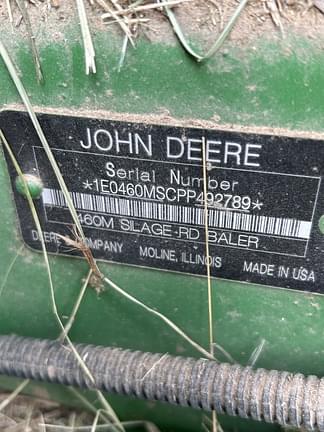 JOHN DEERE
Serial Number
*1E0460MSCPP492789*
460M SILAGE-RD BALER
DEERE & COMPANY MOLINE, ILLINOIS MADE IN USA